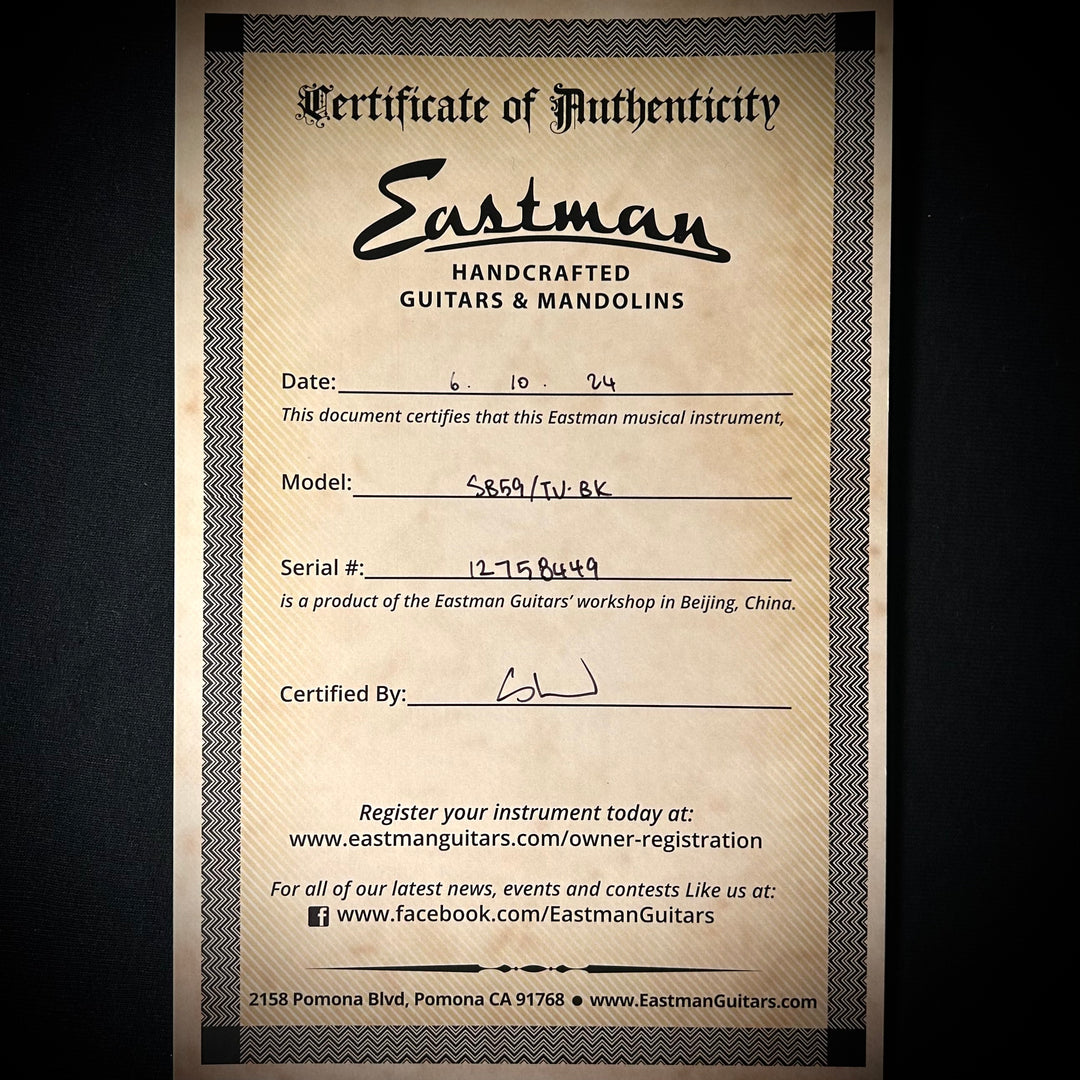 Certificate of Authenticity
Eastman
HANDCRAFTED
GUITARS & MANDOLINS
Date: 6. 10. 24
This document certifies that this Eastman musical instrument,
Model: SB59/TV-BK
Serial #: 12758449
is a product of the Eastman Guitars' workshop in Beijing, China.
Certified By:
Register your instrument today at:
www.eastmanguitars.com/owner-registration
For all of our latest news, events and contests Like us at:
f www.facebook.com/EastmanGuitars
2158 Pomona Blvd, Pomona CA 91768 ● www.EastmanGuitars.com